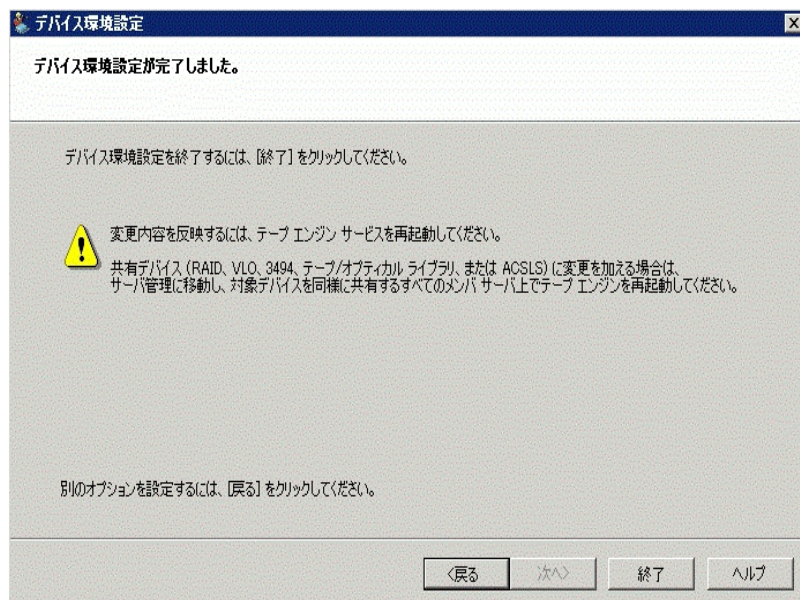 デバイス環境設定
デバイス環境設定が完了しました。
デバイス環境設定を終了するには、[終了] をクリックしてください。
変更内容を反映するには、テープ エンジン サービスを再起動してください。
共有デバイス (RAID、VLO、3494、テープ/オプティカル ライブラリ、または ACSLS) に変更を加える場合は、
サーバ管理に移動し、対象デバイスを同様に共有するすべてのメンバ サーバ上でテープ エンジンを再起動してください。
別のオプションを設定するには、[戻る] をクリックしてください。
<戻る 次へ> 終了 ヘルプ